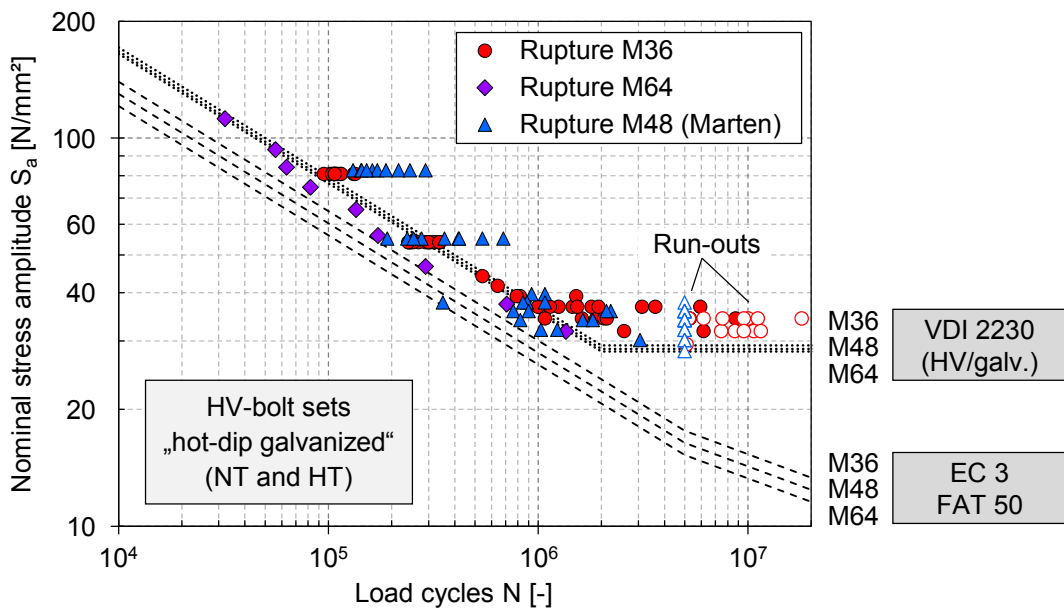 Nominal stress amplitude Sₐ [N/mm²]
200
100
60
40
20
10
Rupture M36
Rupture M64
Rupture M48 (Marten)
Run-outs
HV-bolt sets
„hot-dip galvanized“
(NT and HT)
M36
M48
M64
VDI 2230
(HV/galv.)
M36
M48
M64
EC 3
FAT 50
10⁴
10⁵
10⁶
10⁷
Load cycles N [-]